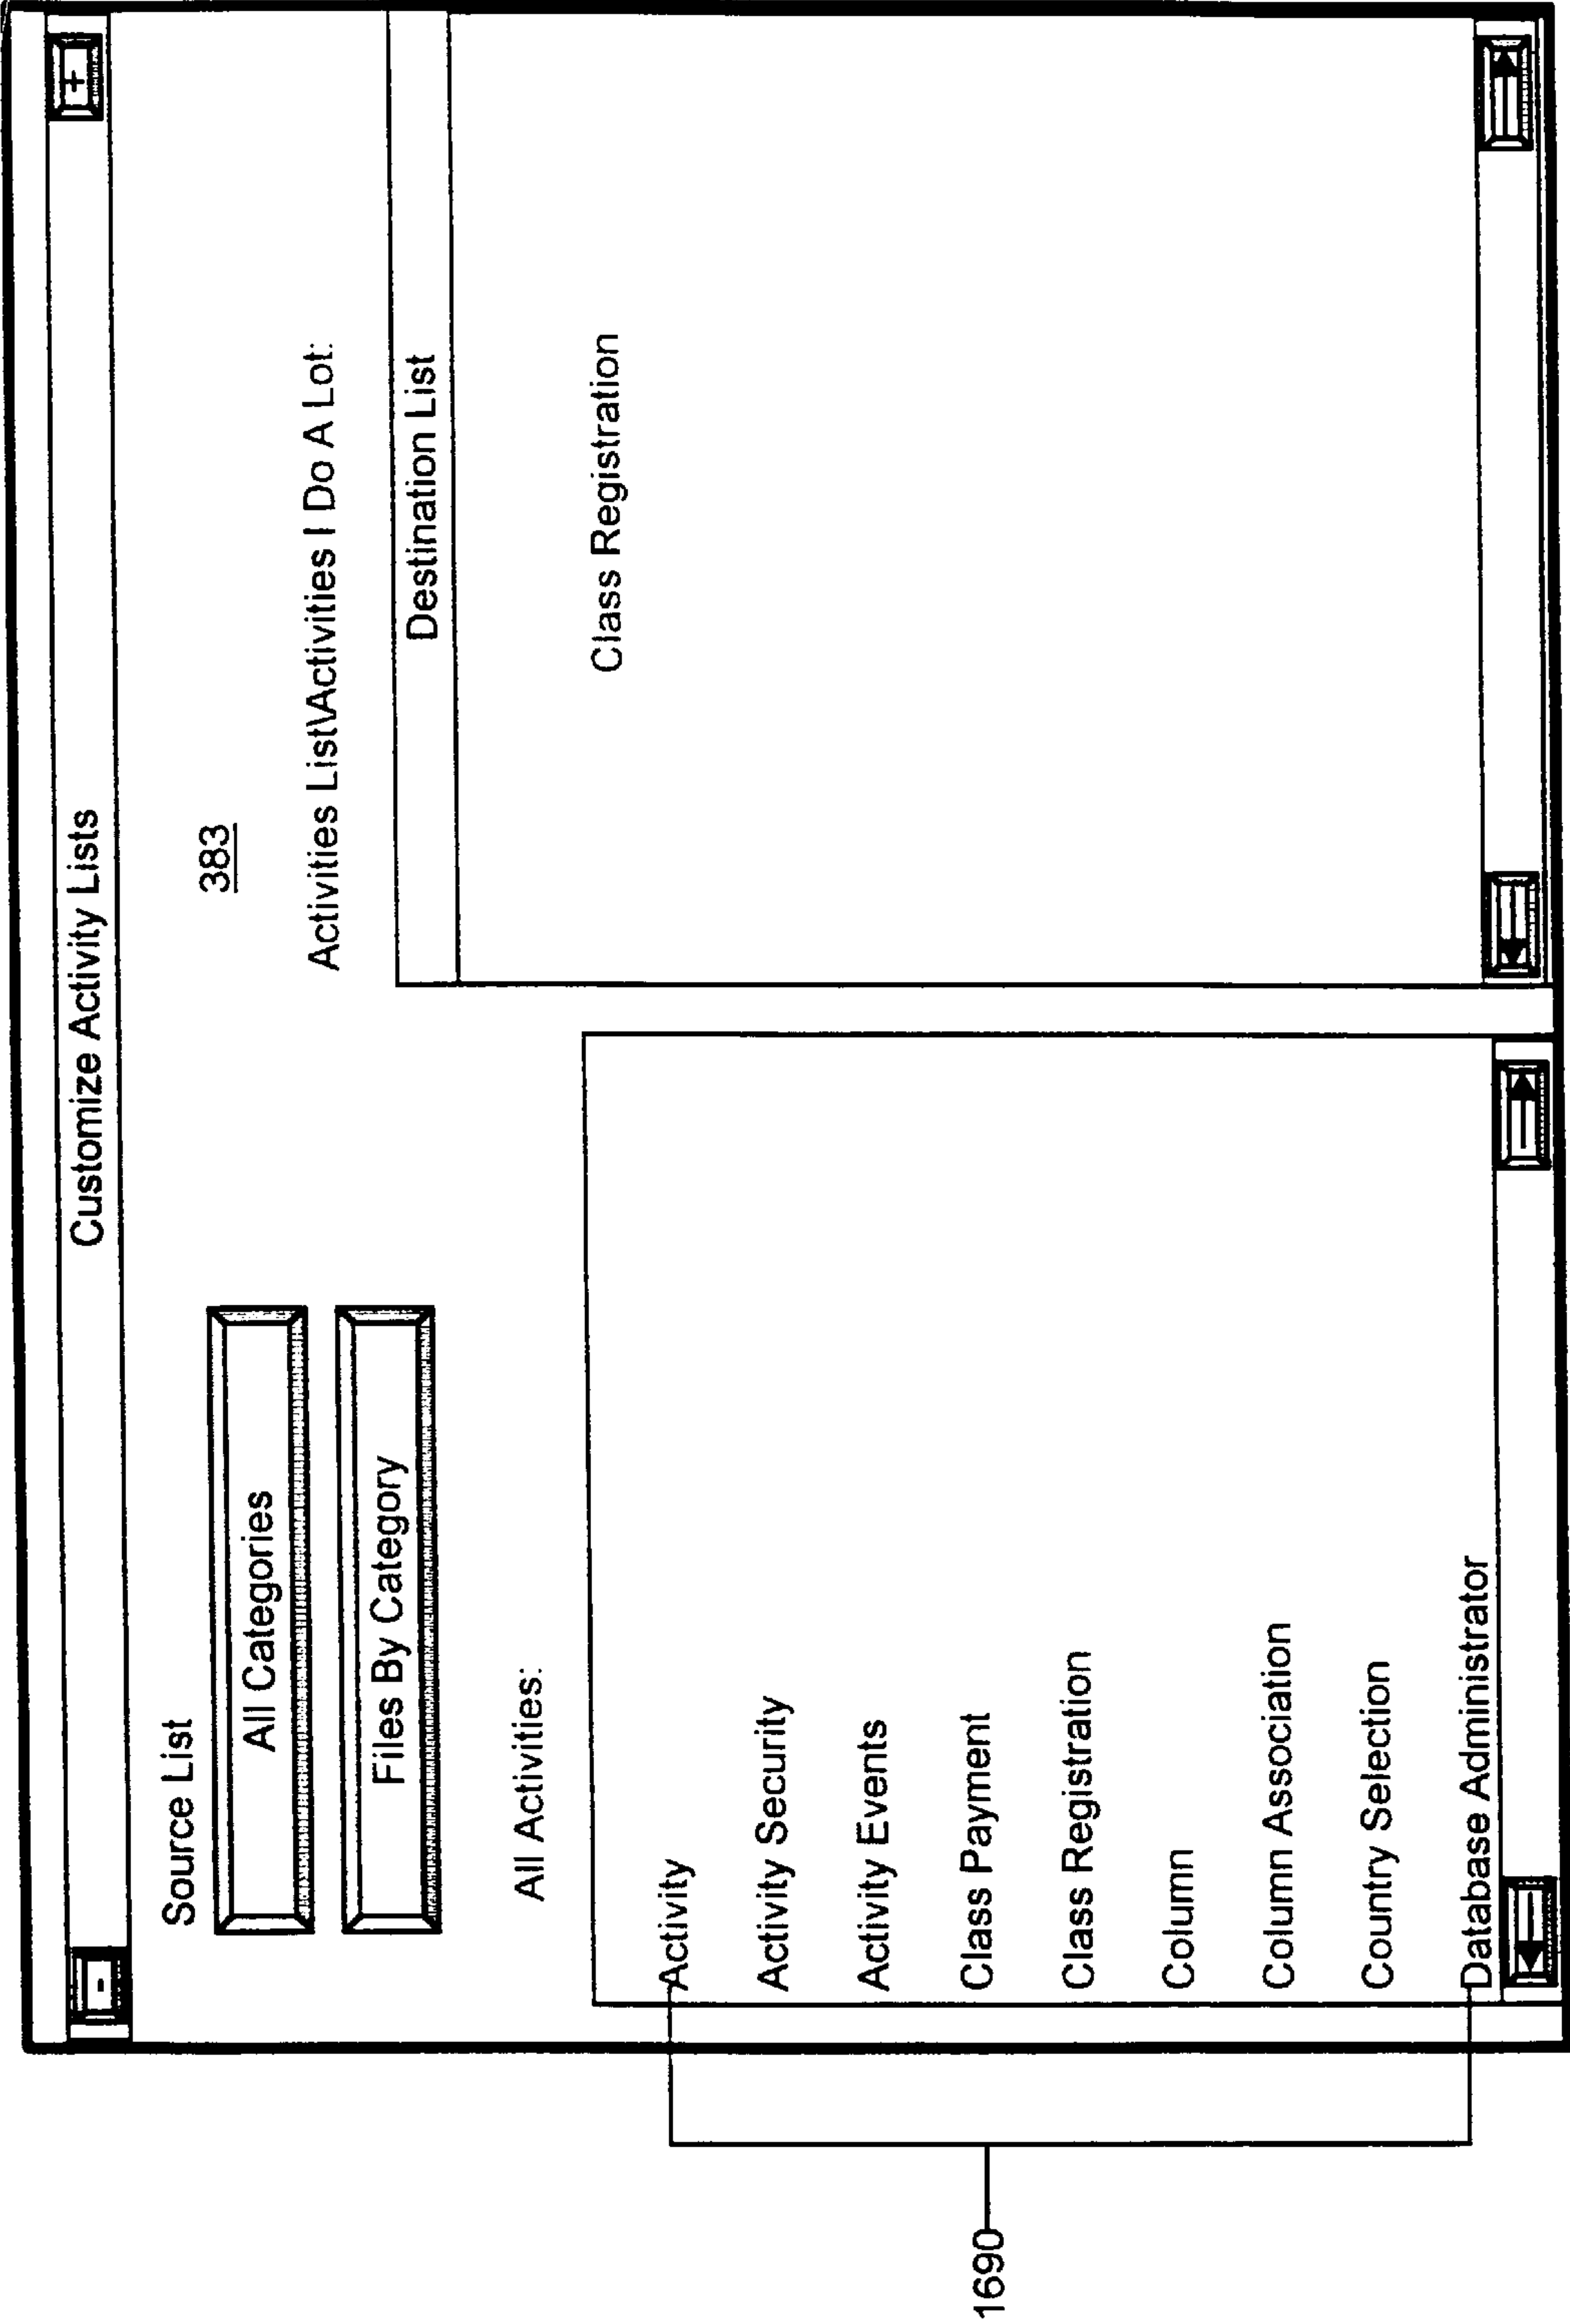 Customize Activity Lists
-
+
383
Source List
All Categories
Files By Category
Activities List\Activities I Do A Lot:
Destination List
Class Registration
All Activities:
Activity
Activity Security
Activity Events
Class Payment
Class Registration
Column
Column Association
Country Selection
Database Administrator
1690